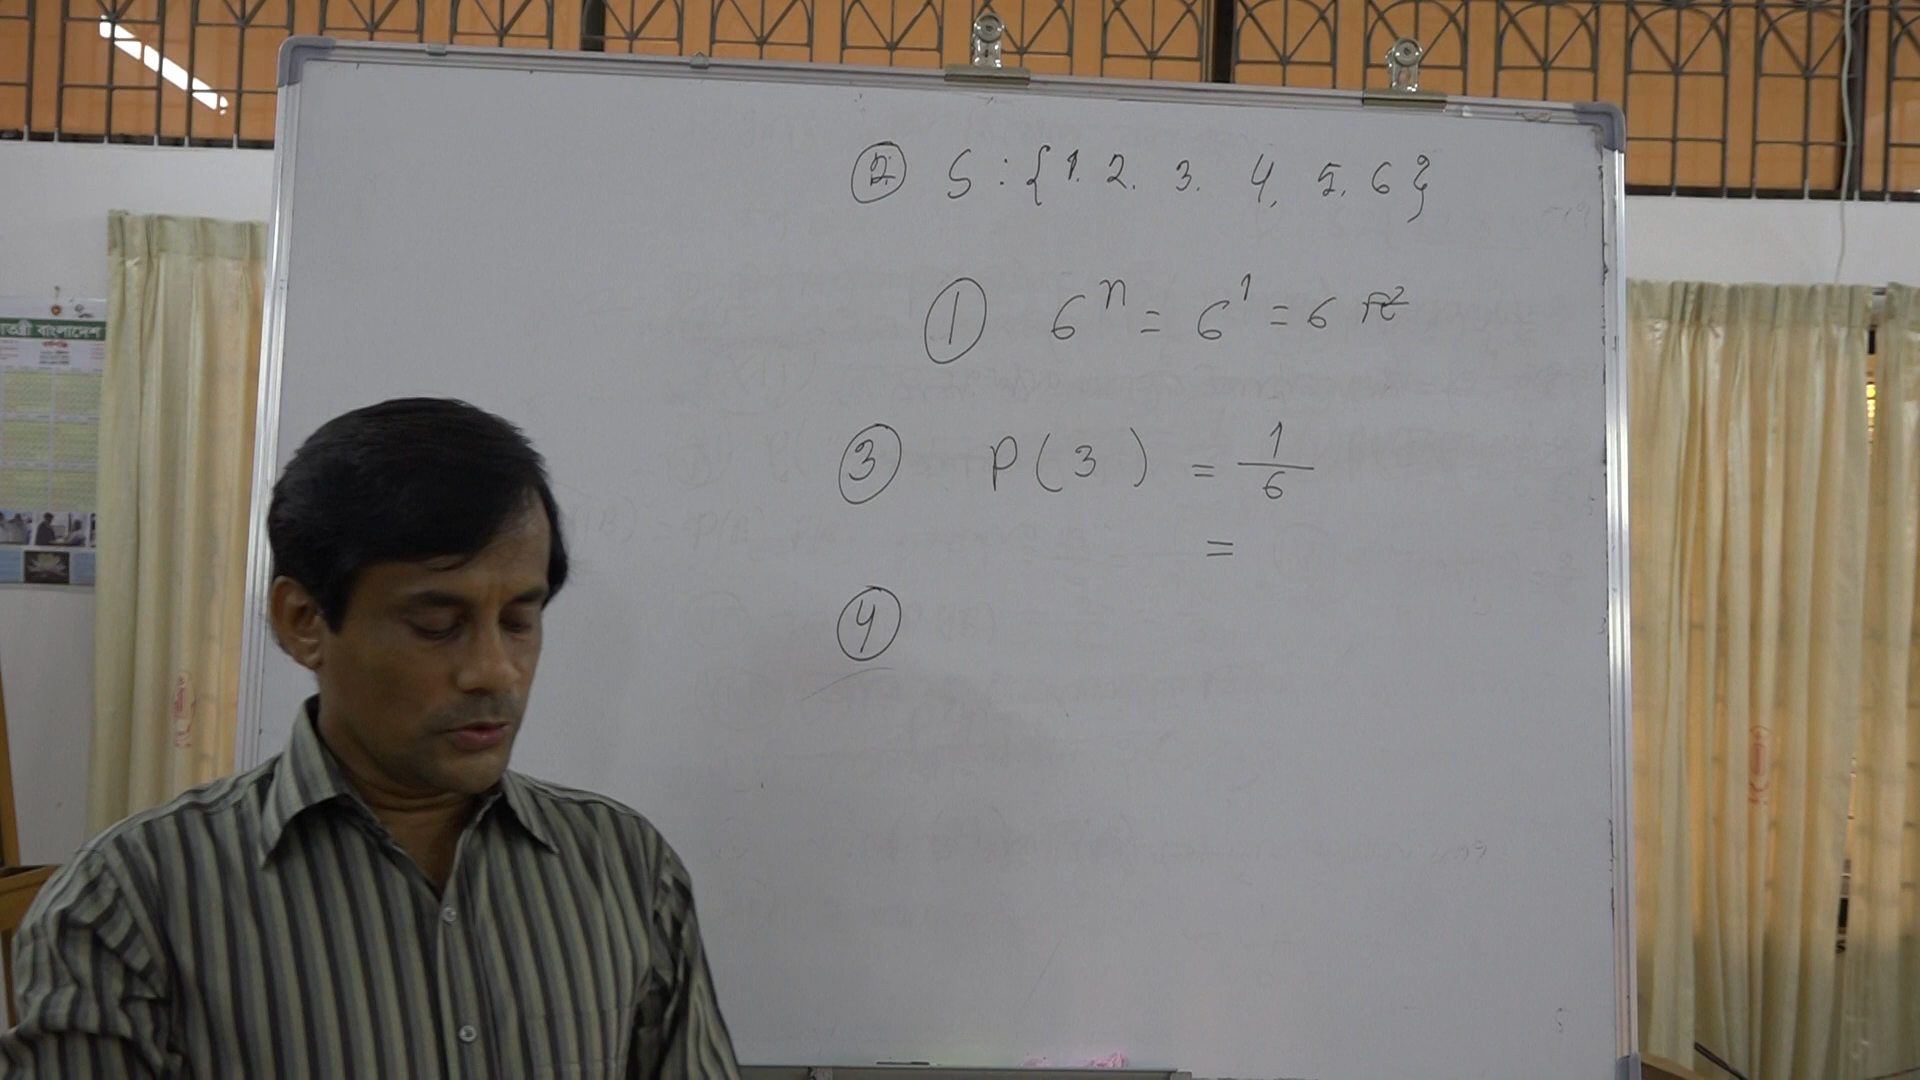 ② S : { 1. 2. 3. 4, 5. 6 }
① 6ⁿ = 6¹ = 6
③ P ( 3 ) = 1/6
=
④
বাংলাদেশ